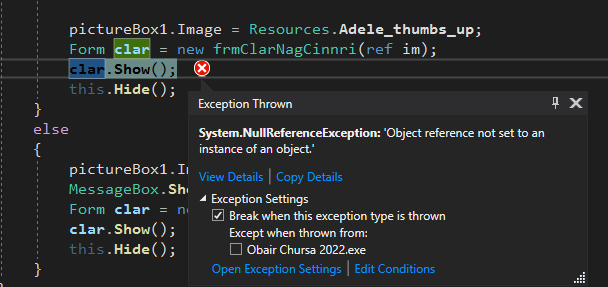 pictureBox1.Image = Resources.Adele_thumbs_up;
Form clar = new frmClarNagCinnri(ref im);
clar.Show();
this.Hide();
}
else
{
pictureBox1.Im
MessageBox.Sho
Form clar = new
clar.Show();
this.Hide();
}
Exception Thrown
System.NullReferenceException: 'Object reference not set to an
instance of an object.'
View Details | Copy Details
Exception Settings
Break when this exception type is thrown
Except when thrown from:
Obair Chursa 2022.exe
Open Exception Settings | Edit Conditions